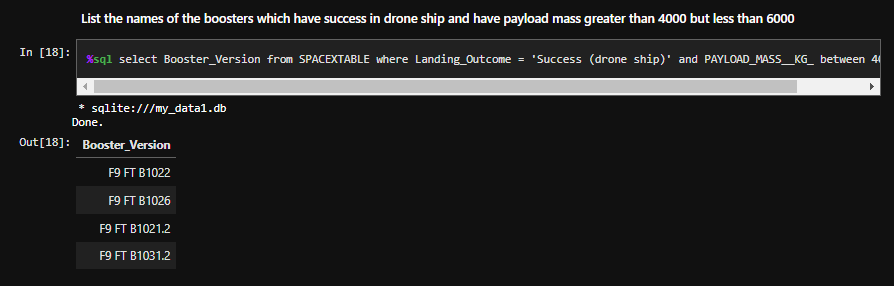 List the names of the boosters which have success in drone ship and have payload mass greater than 4000 but less than 6000
In [18]: %sql select Booster_Version from SPACEXTABLE where Landing_Outcome = 'Success (drone ship)' and PAYLOAD_MASS__KG_ between
* sqlite:///my_data1.db
Done.
Out[18]: Booster_Version
F9 FT B1022
F9 FT B1026
F9 FT B1021.2
F9 FT B1031.2